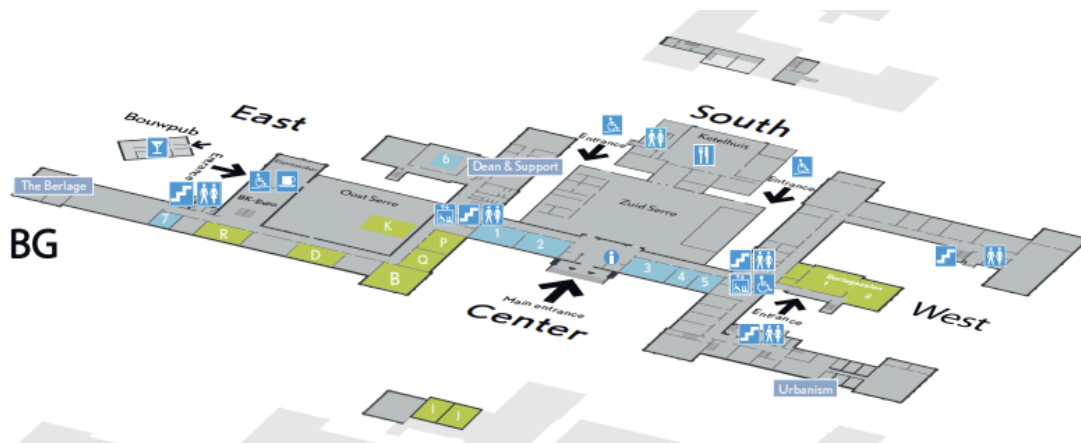 East
South
Bouwpub
Entrance
Kotelhuis
Entrance
Espressobar
6
Dean & Support
Entrance
The Berlage
BK-Expo
Oost Serre
Zuid Serre
7
R
K
D
P
Q
B
1
2
3
4
5
BG
Main entrance
Center
Berlagezalen
1
2
Entrance
West
Urbanism
I
J